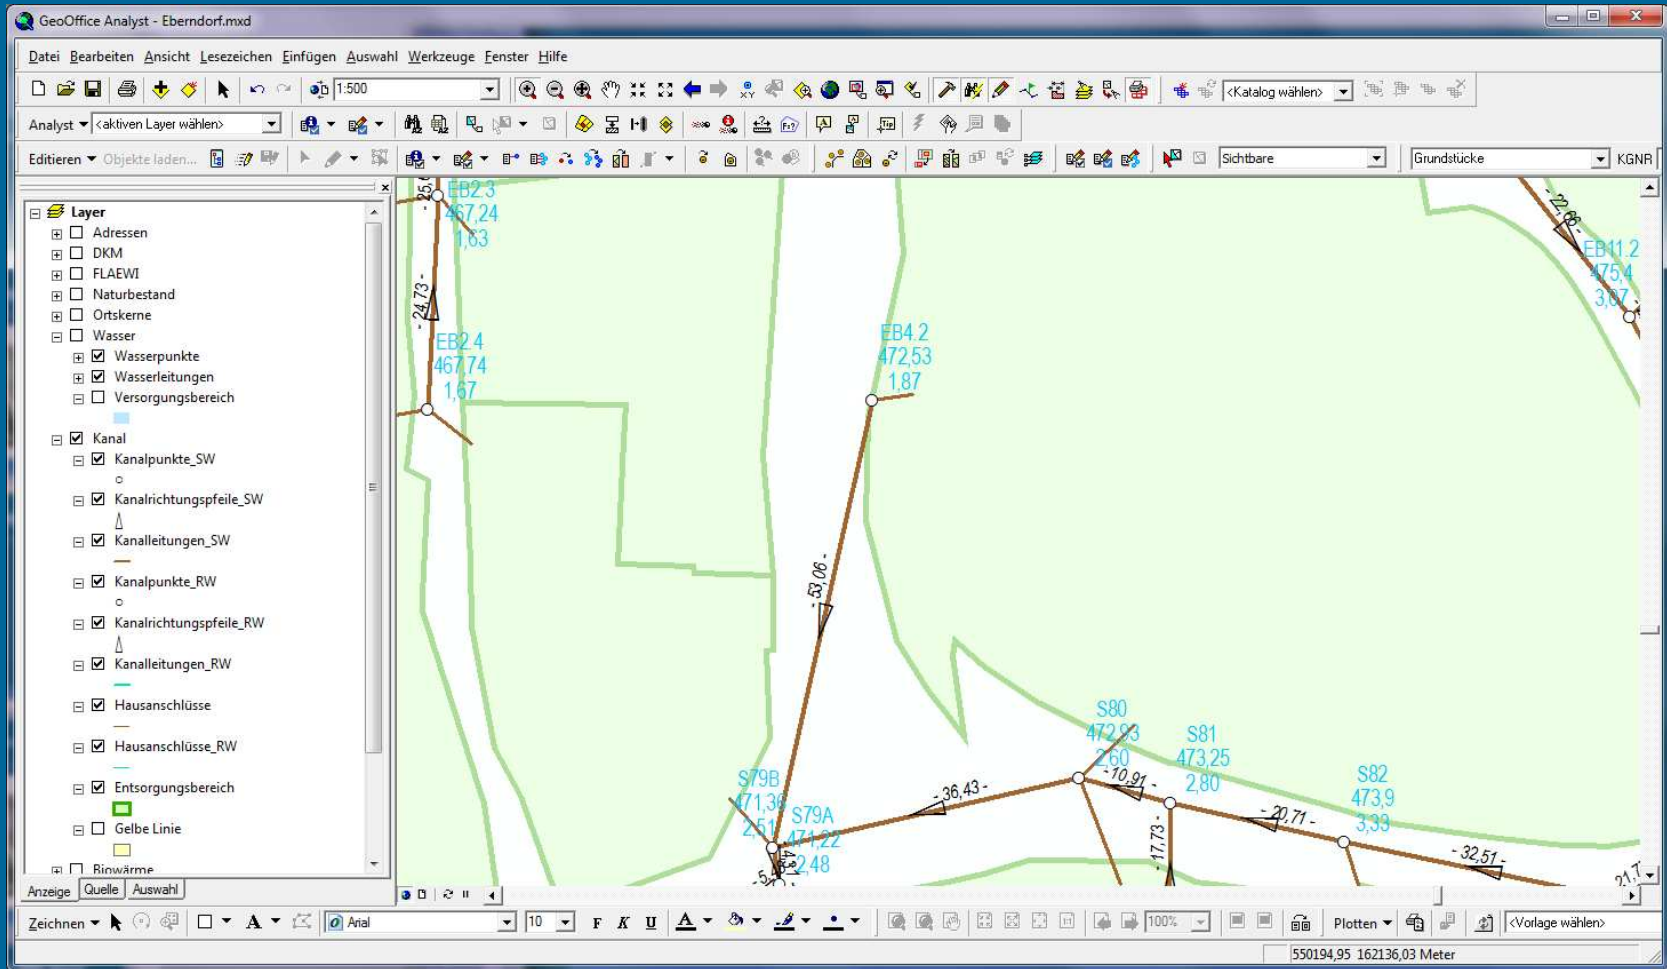 GeoOffice Analyst - Eberndorf.mxd
Datei Bearbeiten Ansicht Lesezeichen Einfügen Auswahl Werkzeuge Fenster Hilfe
1:500
<Katalog wählen>
Analyst <aktiven Layer wählen>
Editieren Objekte laden... Sichtbare Grundstücke KGNR
Layer
Adressen
DKM
FLAEWI
Naturbestand
Ortskerne
Wasser
Wasserpunkte
Wasserleitungen
Versorgungsbereich
Kanal
Kanalpunkte_SW
Kanalrichtungspfeile_SW
Kanalleitungen_SW
Kanalpunkte_RW
Kanalrichtungspfeile_RW
Kanalleitungen_RW
Hausanschlüsse
Hausanschlüsse_RW
Entsorgungsbereich
Gelbe Linie
Biowärme
Anzeige Quelle Auswahl
EB2.3
467,24
1,63
- 24,73 -
EB2.4
467,74
1,67
EB4.2
472,53
1,87
- 53,06 -
- 22,66 -
EB11.2
475,4
3,07
S80
472,93
2,60
S81
473,25
2,80
S82
473,9
3,33
S79B
471,36
2,51
S79A
471,22
2,48
- 36,43 -
-10,91 -
- 20,71 -
- 32,51 -
-17,73 -
Zeichnen A Arial 10 F K U A 100% Plotten <Vorlage wählen>
550194,95 162136,03 Meter